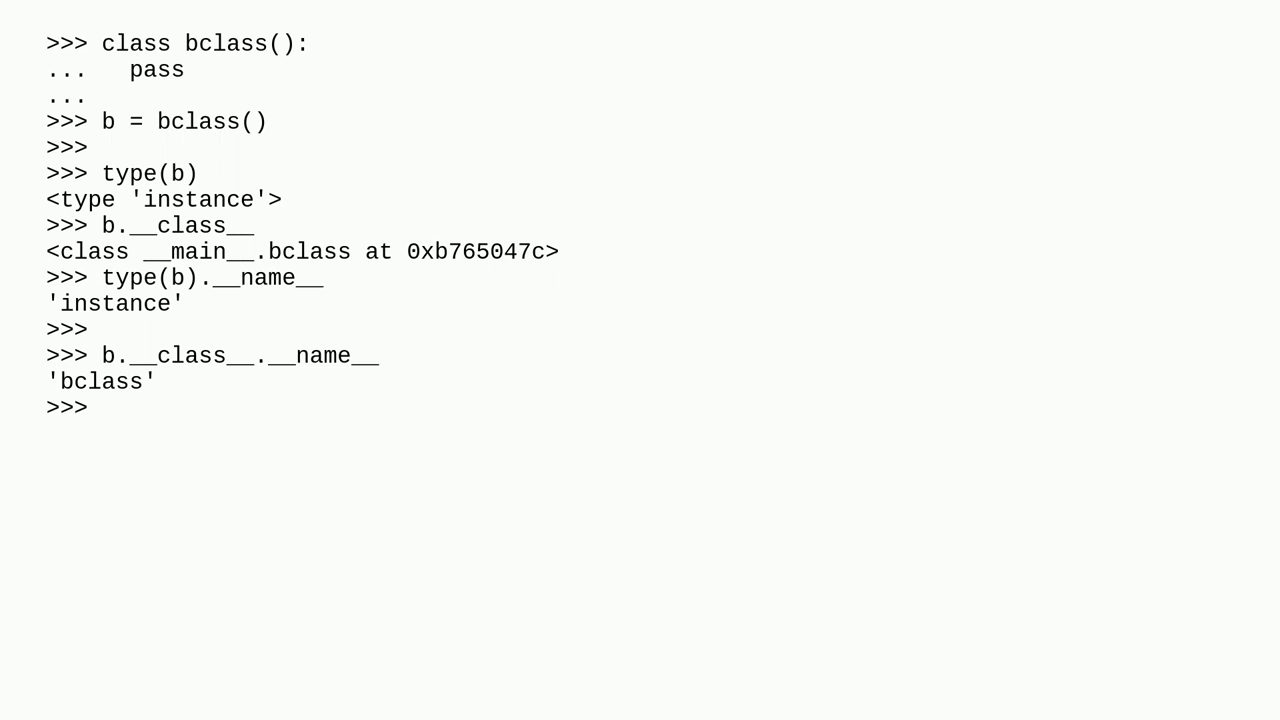 >>> class bclass():
...   pass
...
>>> b = bclass()
>>>
>>> type(b)
<type 'instance'>
>>> b.__class__
<class __main__.bclass at 0xb765047c>
>>> type(b).__name__
'instance'
>>>
>>> b.__class__.__name__
'bclass'
>>>